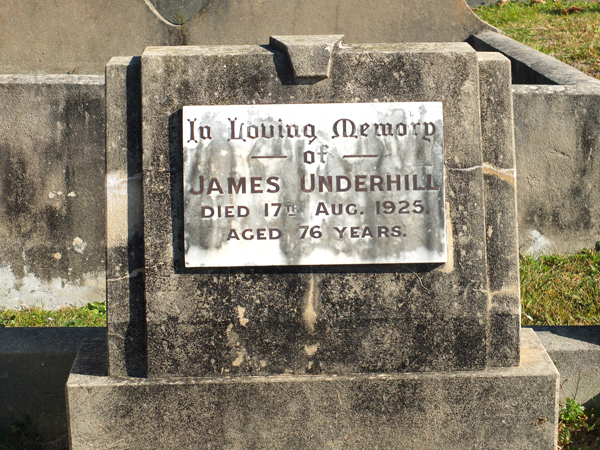 In Loving Memory
of
JAMES UNDERHILL
DIED 17TH AUG. 1925.
AGED 76 YEARS.